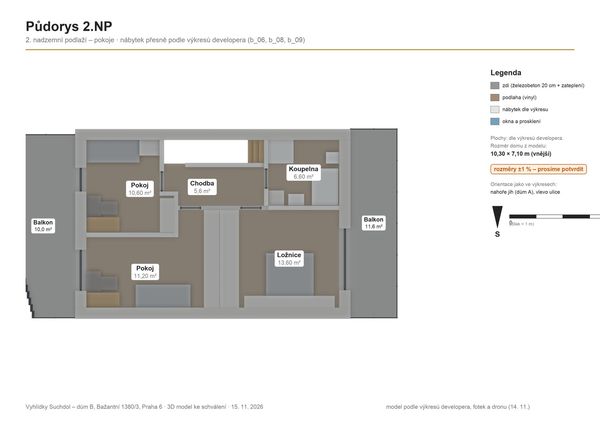 Půdorys 2.NP
2. nadzemní podlaží – pokoje · nábytek přesně podle výkresů developera (b_06, b_08, b_09)
Legenda
zdi (železobeton 20 cm + zateplení)
podlaha (vinyl)
nábytek dle výkresu
okna a prosklení
Plochy: dle výkresů developera.
Rozměr domu z modelu:
10,30 × 7,10 m (vnější)
rozměry ±1 % – prosíme potvrdit
Orientace jako ve výkresech:
nahoře jih (dům A), vlevo ulice
0
S
Koupelna
6,60 m²
Pokoj
10,60 m²
Chodba
5,6 m²
Balkon
10,0 m²
Balkon
11,6 m²
Ložnice
13,60 m²
Pokoj
11,20 m²
Vyhlídky Suchdol – dům B, Bažantní 1380/3, Praha 6 · 3D model ke schválení · 15. 11. 2026
model podle výkresů developera, fotek a dronu (14. 11.)